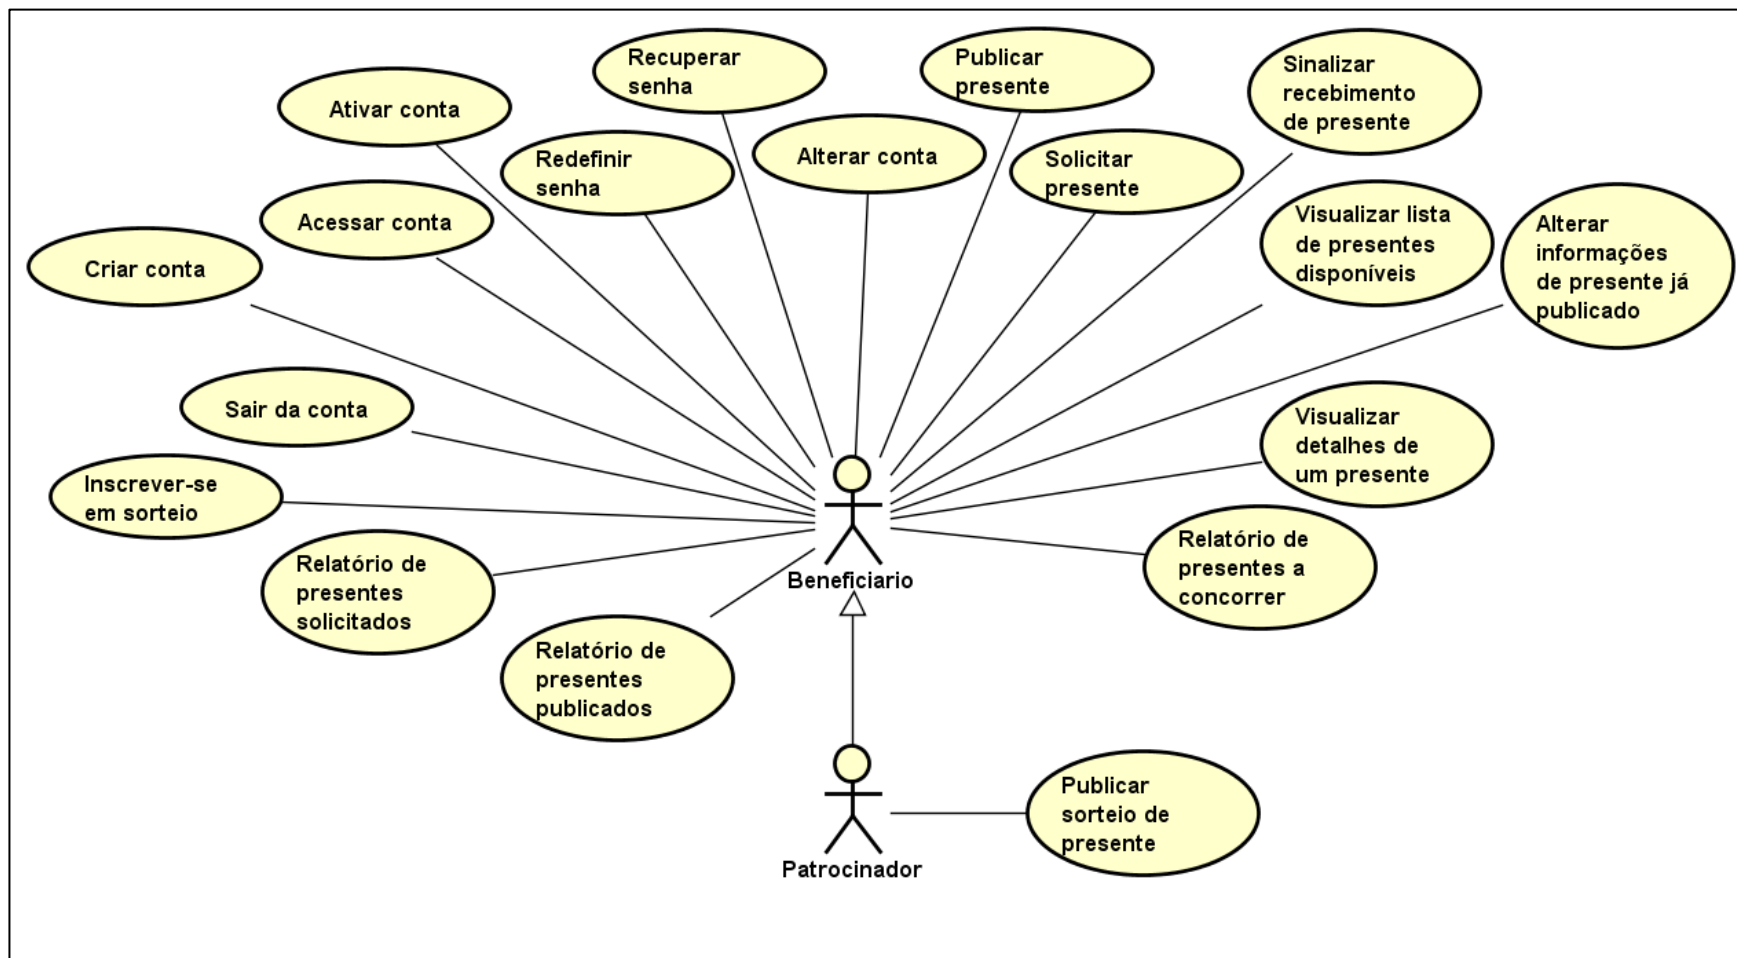 Recuperar
senha
Publicar
presente
Sinalizar
recebimento
de presente
Ativar conta
Redefinir
senha
Alterar conta
Solicitar
presente
Acessar conta
Visualizar lista
de presentes
disponíveis
Alterar
informações
de presente já
publicado
Criar conta
Sair da conta
Visualizar
detalhes de
um presente
Inscrever-se
em sorteio
Relatório de
presentes
solicitados
Relatório de
presentes a
concorrer
Beneficiario
Relatório de
presentes
publicados
Publicar
sorteio de
presente
Patrocinador